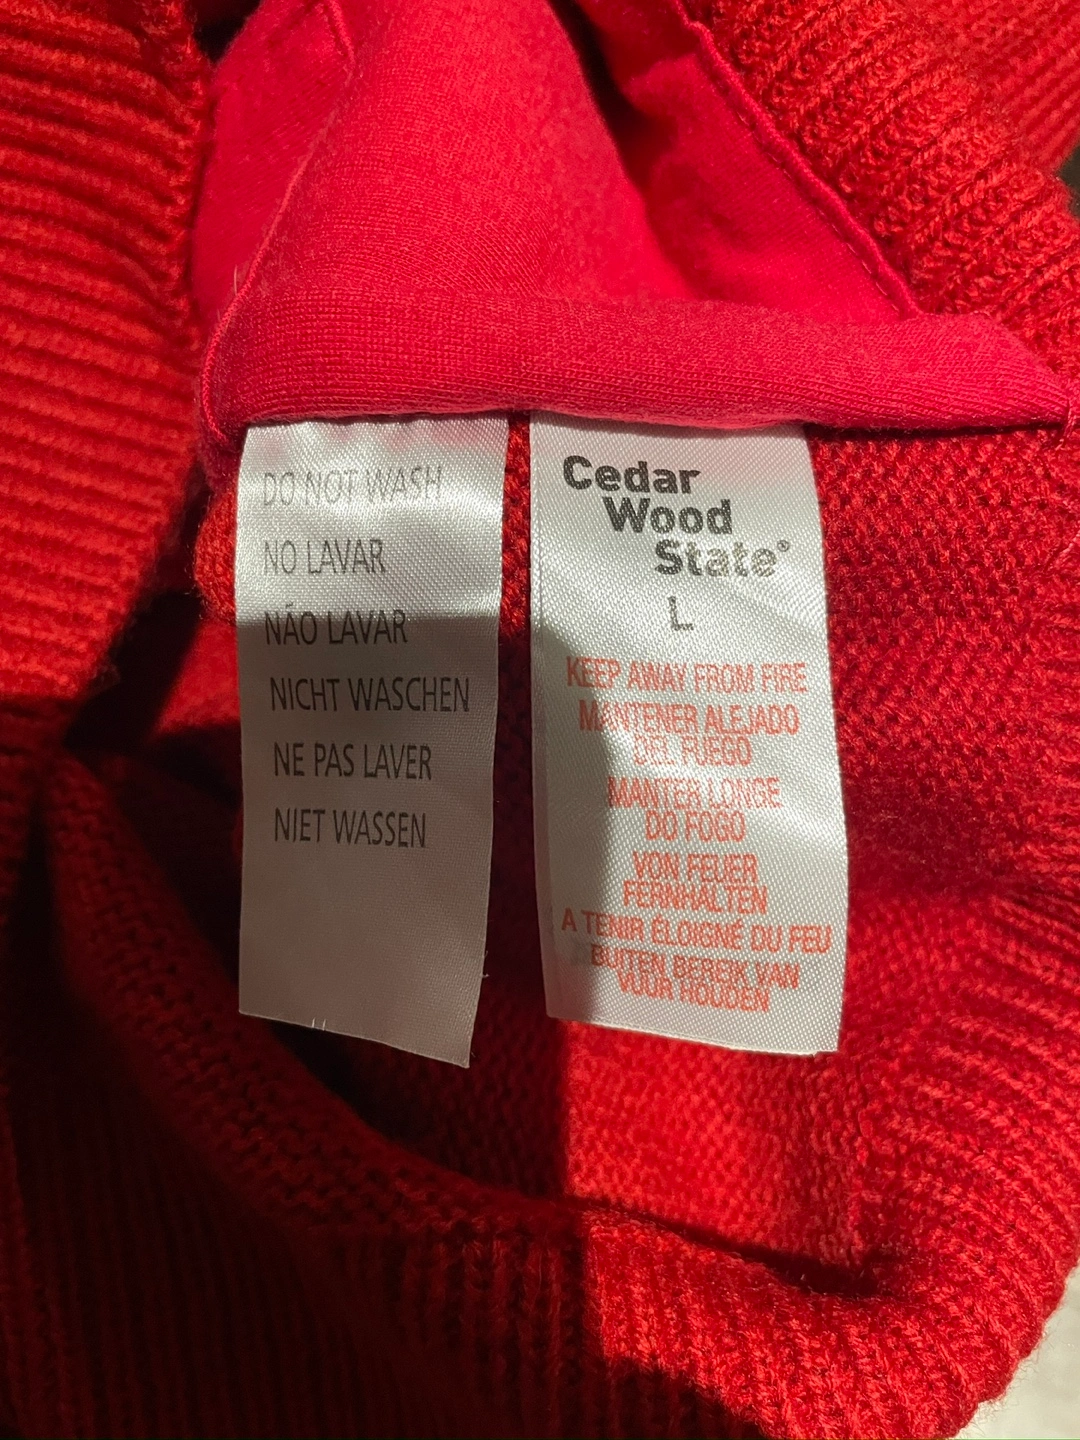 DO NOT WASH
NO LAVAR
NÃO LAVAR
NICHT WASCHEN
NE PAS LAVER
NIET WASSEN
Cedar
Wood
State®
L
KEEP AWAY FROM FIRE
MANTENER ALEJADO
DEL FUEGO
MANTER LONGE
DO FOGO
VON FEUER
FERNHALTEN
A TENIR ÉLOIGNÉ DU FEU
BUITEN BEREIK VAN
VUUR HOUDEN